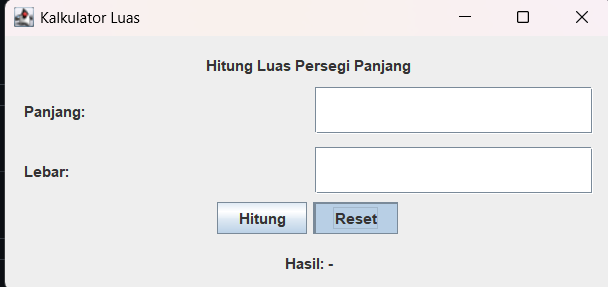 Kalkulator Luas
Hitung Luas Persegi Panjang
Panjang:
Lebar:
Hitung Reset
Hasil: -